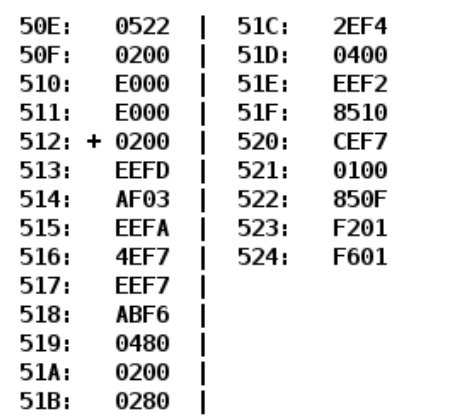 50E: 0522 | 51C: 2EF4
50F: 0200 | 51D: 0400
510: E000 | 51E: EEF2
511: E000 | 51F: 8510
512: + 0200 | 520: CEF7
513: EEFD | 521: 0100
514: AF03 | 522: 850F
515: EEFA | 523: F201
516: 4EF7 | 524: F601
517: EEF7 |
518: ABF6 |
519: 0480 |
51A: 0200 |
51B: 0280 |